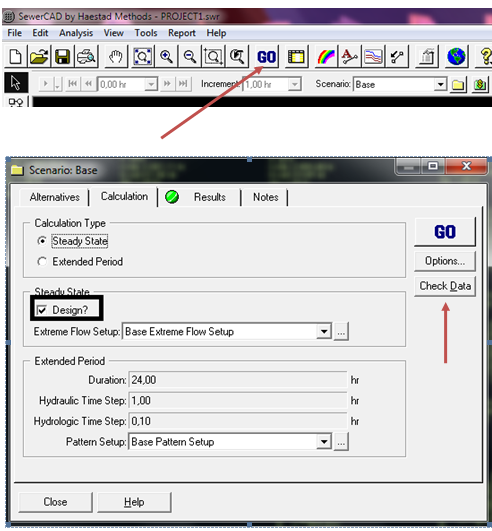 SewerCAD by Haestad Methods - PROJECT1.swr
File Edit Analysis View Tools Report Help
GO
0,00 hr Increment: 1,00 hr Scenario: Base
Scenario: Base
Alternatives Calculation Results Notes
Calculation Type
Steady State
Extended Period
GO
Options...
Check Data
Steady State
Design?
Extreme Flow Setup: Base Extreme Flow Setup ...
Extended Period
Duration: 24,00 hr
Hydraulic Time Step: 1,00 hr
Hydrologic Time Step: 0,10 hr
Pattern Setup: Base Pattern Setup ...
Close Help